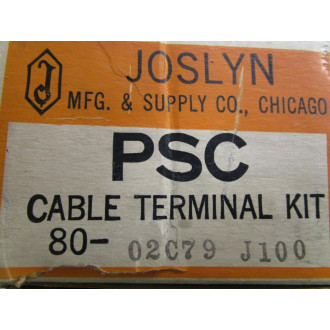 J JOSLYN
MFG. & SUPPLY CO., CHICAGO
PSC
CABLE TERMINAL KIT
80- 02C79 J100